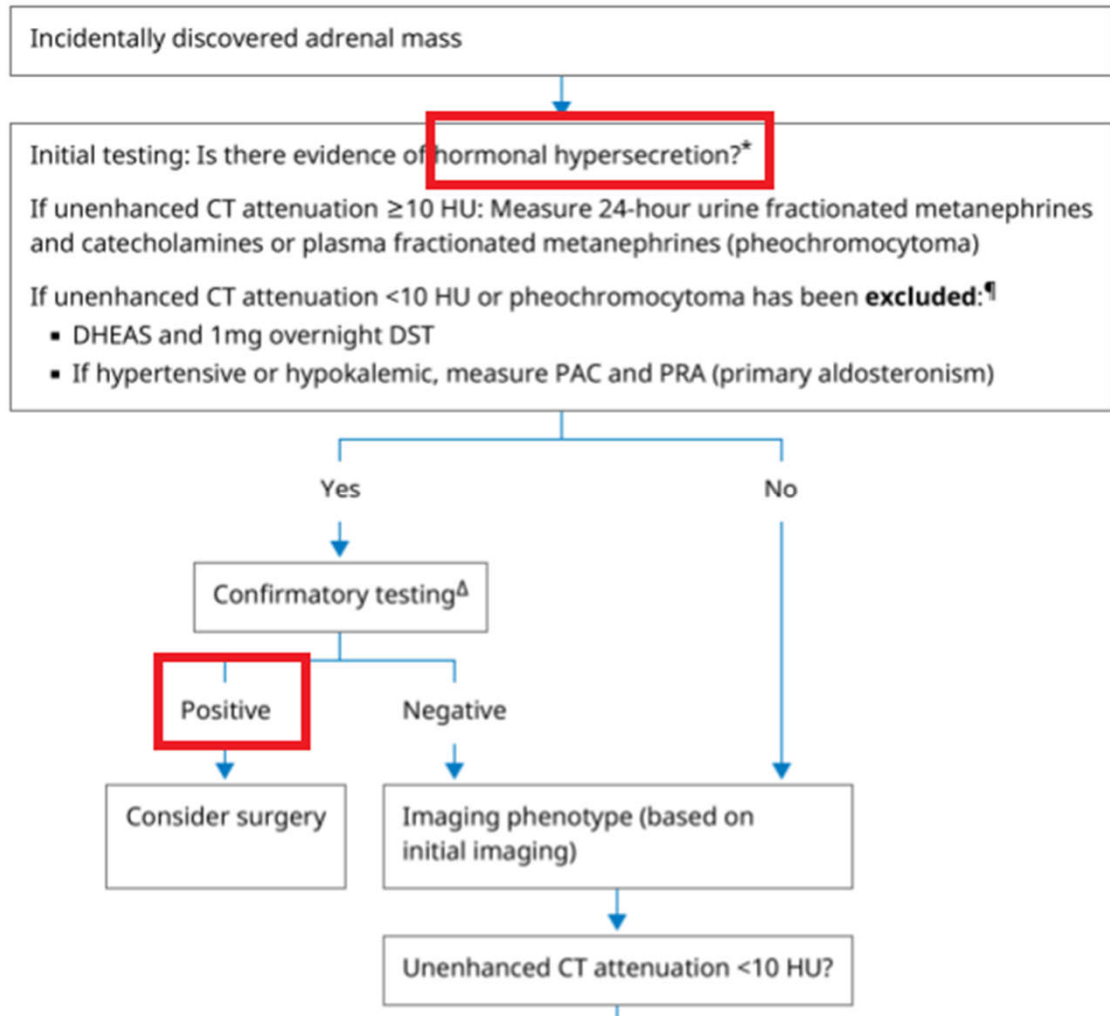 Incidentally discovered adrenal mass
Initial testing: Is there evidence of hormonal hypersecretion?*
If unenhanced CT attenuation ≥10 HU: Measure 24-hour urine fractionated metanephrines
and catecholamines or plasma fractionated metanephrines (pheochromocytoma)
If unenhanced CT attenuation <10 HU or pheochromocytoma has been excluded:¶
▪ DHEAS and 1mg overnight DST
▪ If hypertensive or hypokalemic, measure PAC and PRA (primary aldosteronism)
Yes
No
Confirmatory testingΔ
Positive
Negative
Consider surgery
Imaging phenotype (based on
initial imaging)
Unenhanced CT attenuation <10 HU?